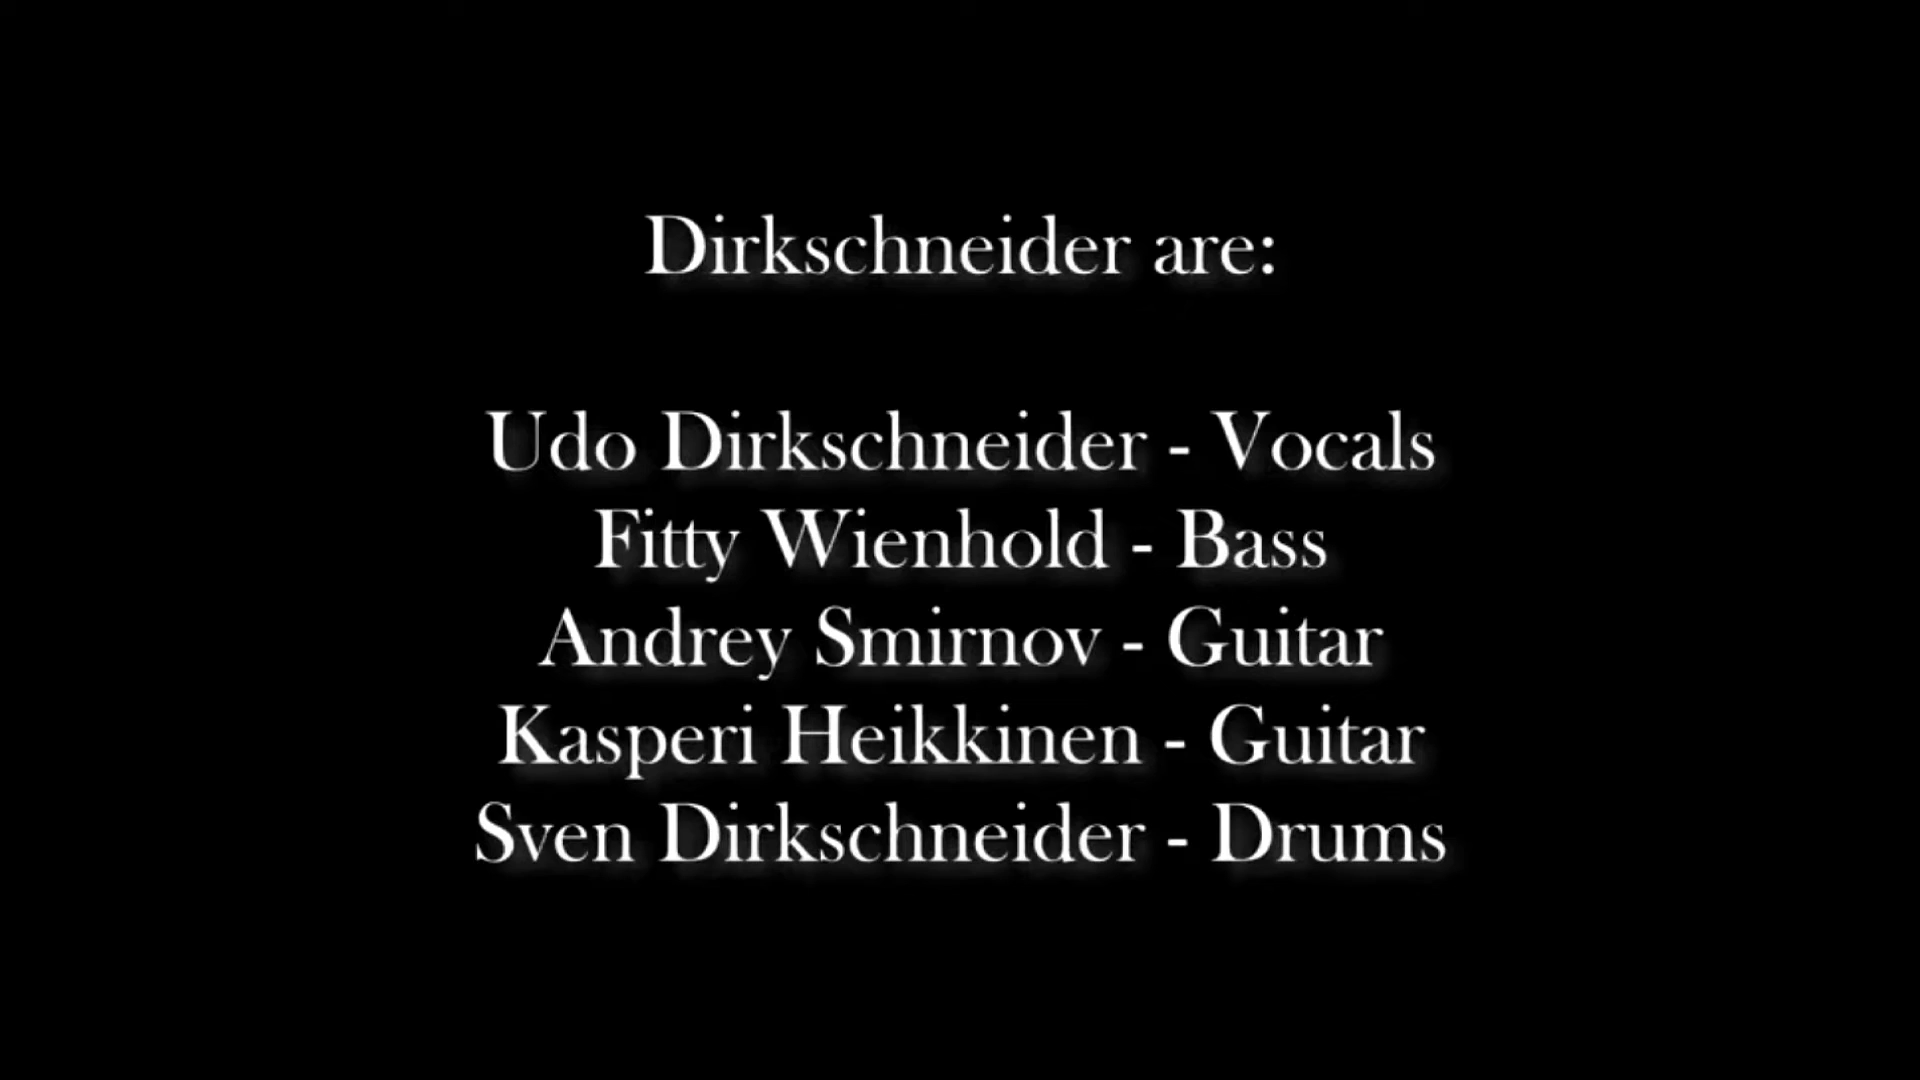 Dirkschneider are:
Udo Dirkschneider - Vocals
Fitty Wienhold - Bass
Andrey Smirnov - Guitar
Kasperi Heikkinen - Guitar
Sven Dirkschneider - Drums